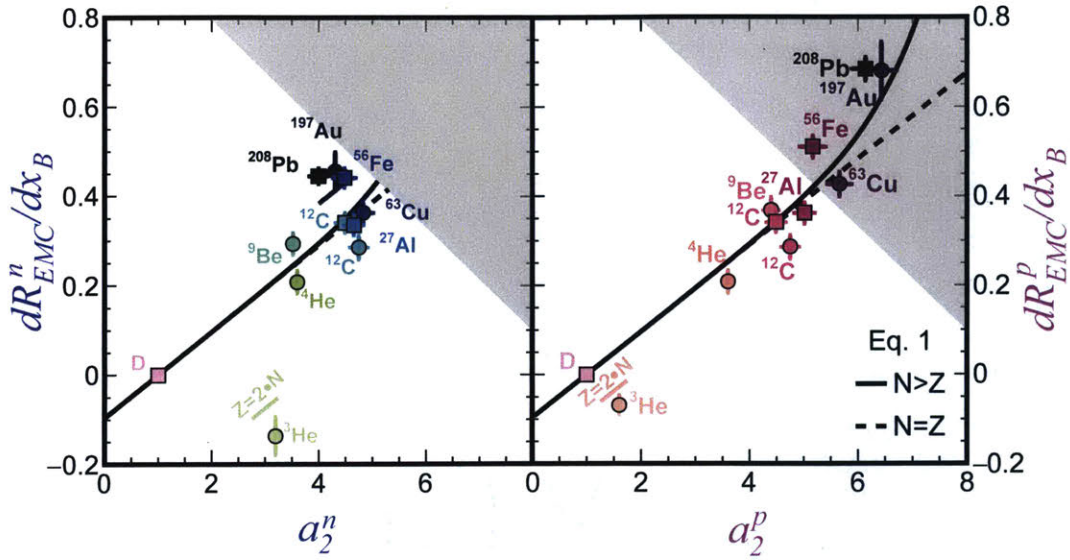 0.8
0.6
0.4
0.2
0
−0.2
dR^n_EMC/dx_B
¹⁹⁷Au
²⁰⁸Pb
⁵⁶Fe
¹²C
⁶³Cu
⁹Be
¹²C
²⁷Al
⁴He
D
Z=2•N
³He
0 2 4 6
a₂ⁿ
²⁰⁸Pb
¹⁹⁷Au
⁵⁶Fe
⁶³Cu
⁹Be
²⁷Al
¹²C
⁴He
¹²C
D
Z=2•N
³He
Eq. 1
N>Z
N=Z
0 2 4 6 8
a₂ᵖ
0.8
0.6
0.4
0.2
0
−0.2
dR^p_EMC/dx_B